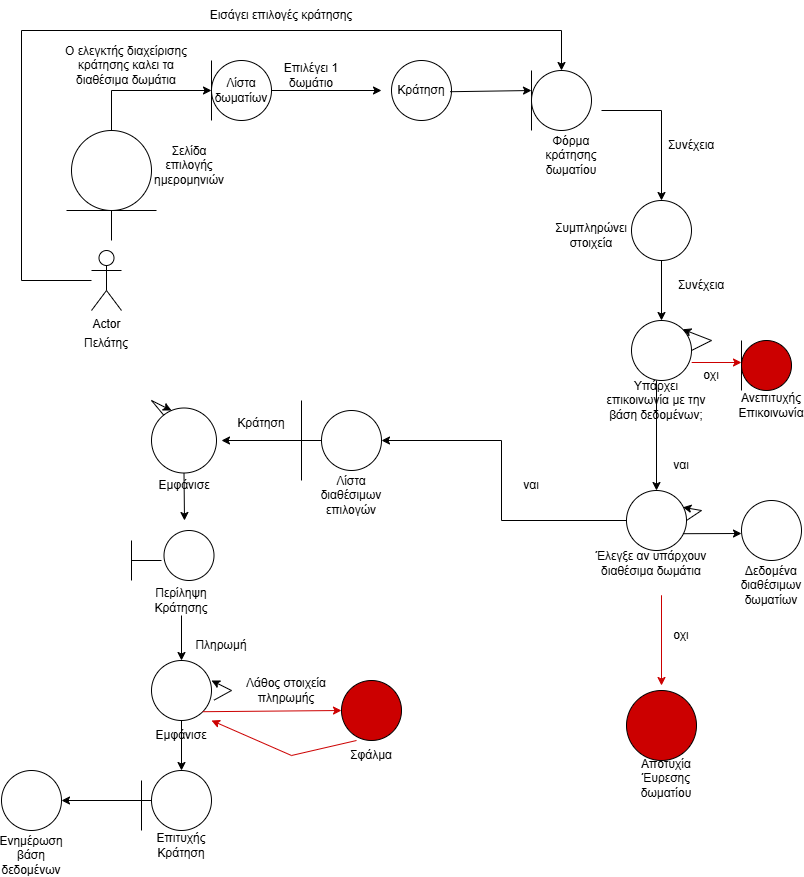 Εισάγει επιλογές κράτησης
Ο ελεγκτής διαχείρισης
κράτησης καλει τα
διαθέσιμα δωμάτια
Λίστα
δωματίων
Επιλέγει 1
δωμάτιο
Κράτηση
Φόρμα
κράτησης
δωματίου
Συνέχεια
Σελίδα
επιλογής
ημερομηνιών
Συμπληρώνει
στοιχεία
Συνέχεια
Actor
Πελάτης
Υπάρχει
επικοινωνία με την
βάση δεδομένων;
οχι
Ανεπιτυχής
Επικοινωνία
ναι
Κράτηση
Εμφάνισε
Λίστα
διαθέσιμων
επιλογών
ναι
Έλεγξε αν υπάρχουν
διαθέσιμα δωμάτια
Δεδομένα
διαθέσιμων
δωματίων
Περίληψη
Κράτησης
οχι
Πληρωμή
Λάθος στοιχεία
πληρωμής
Εμφάνισε
Σφάλμα
Αποτυχία
Έυρεσης
δωματίου
Επιτυχής
Κράτηση
Ενημέρωση
βάση
δεδομένων